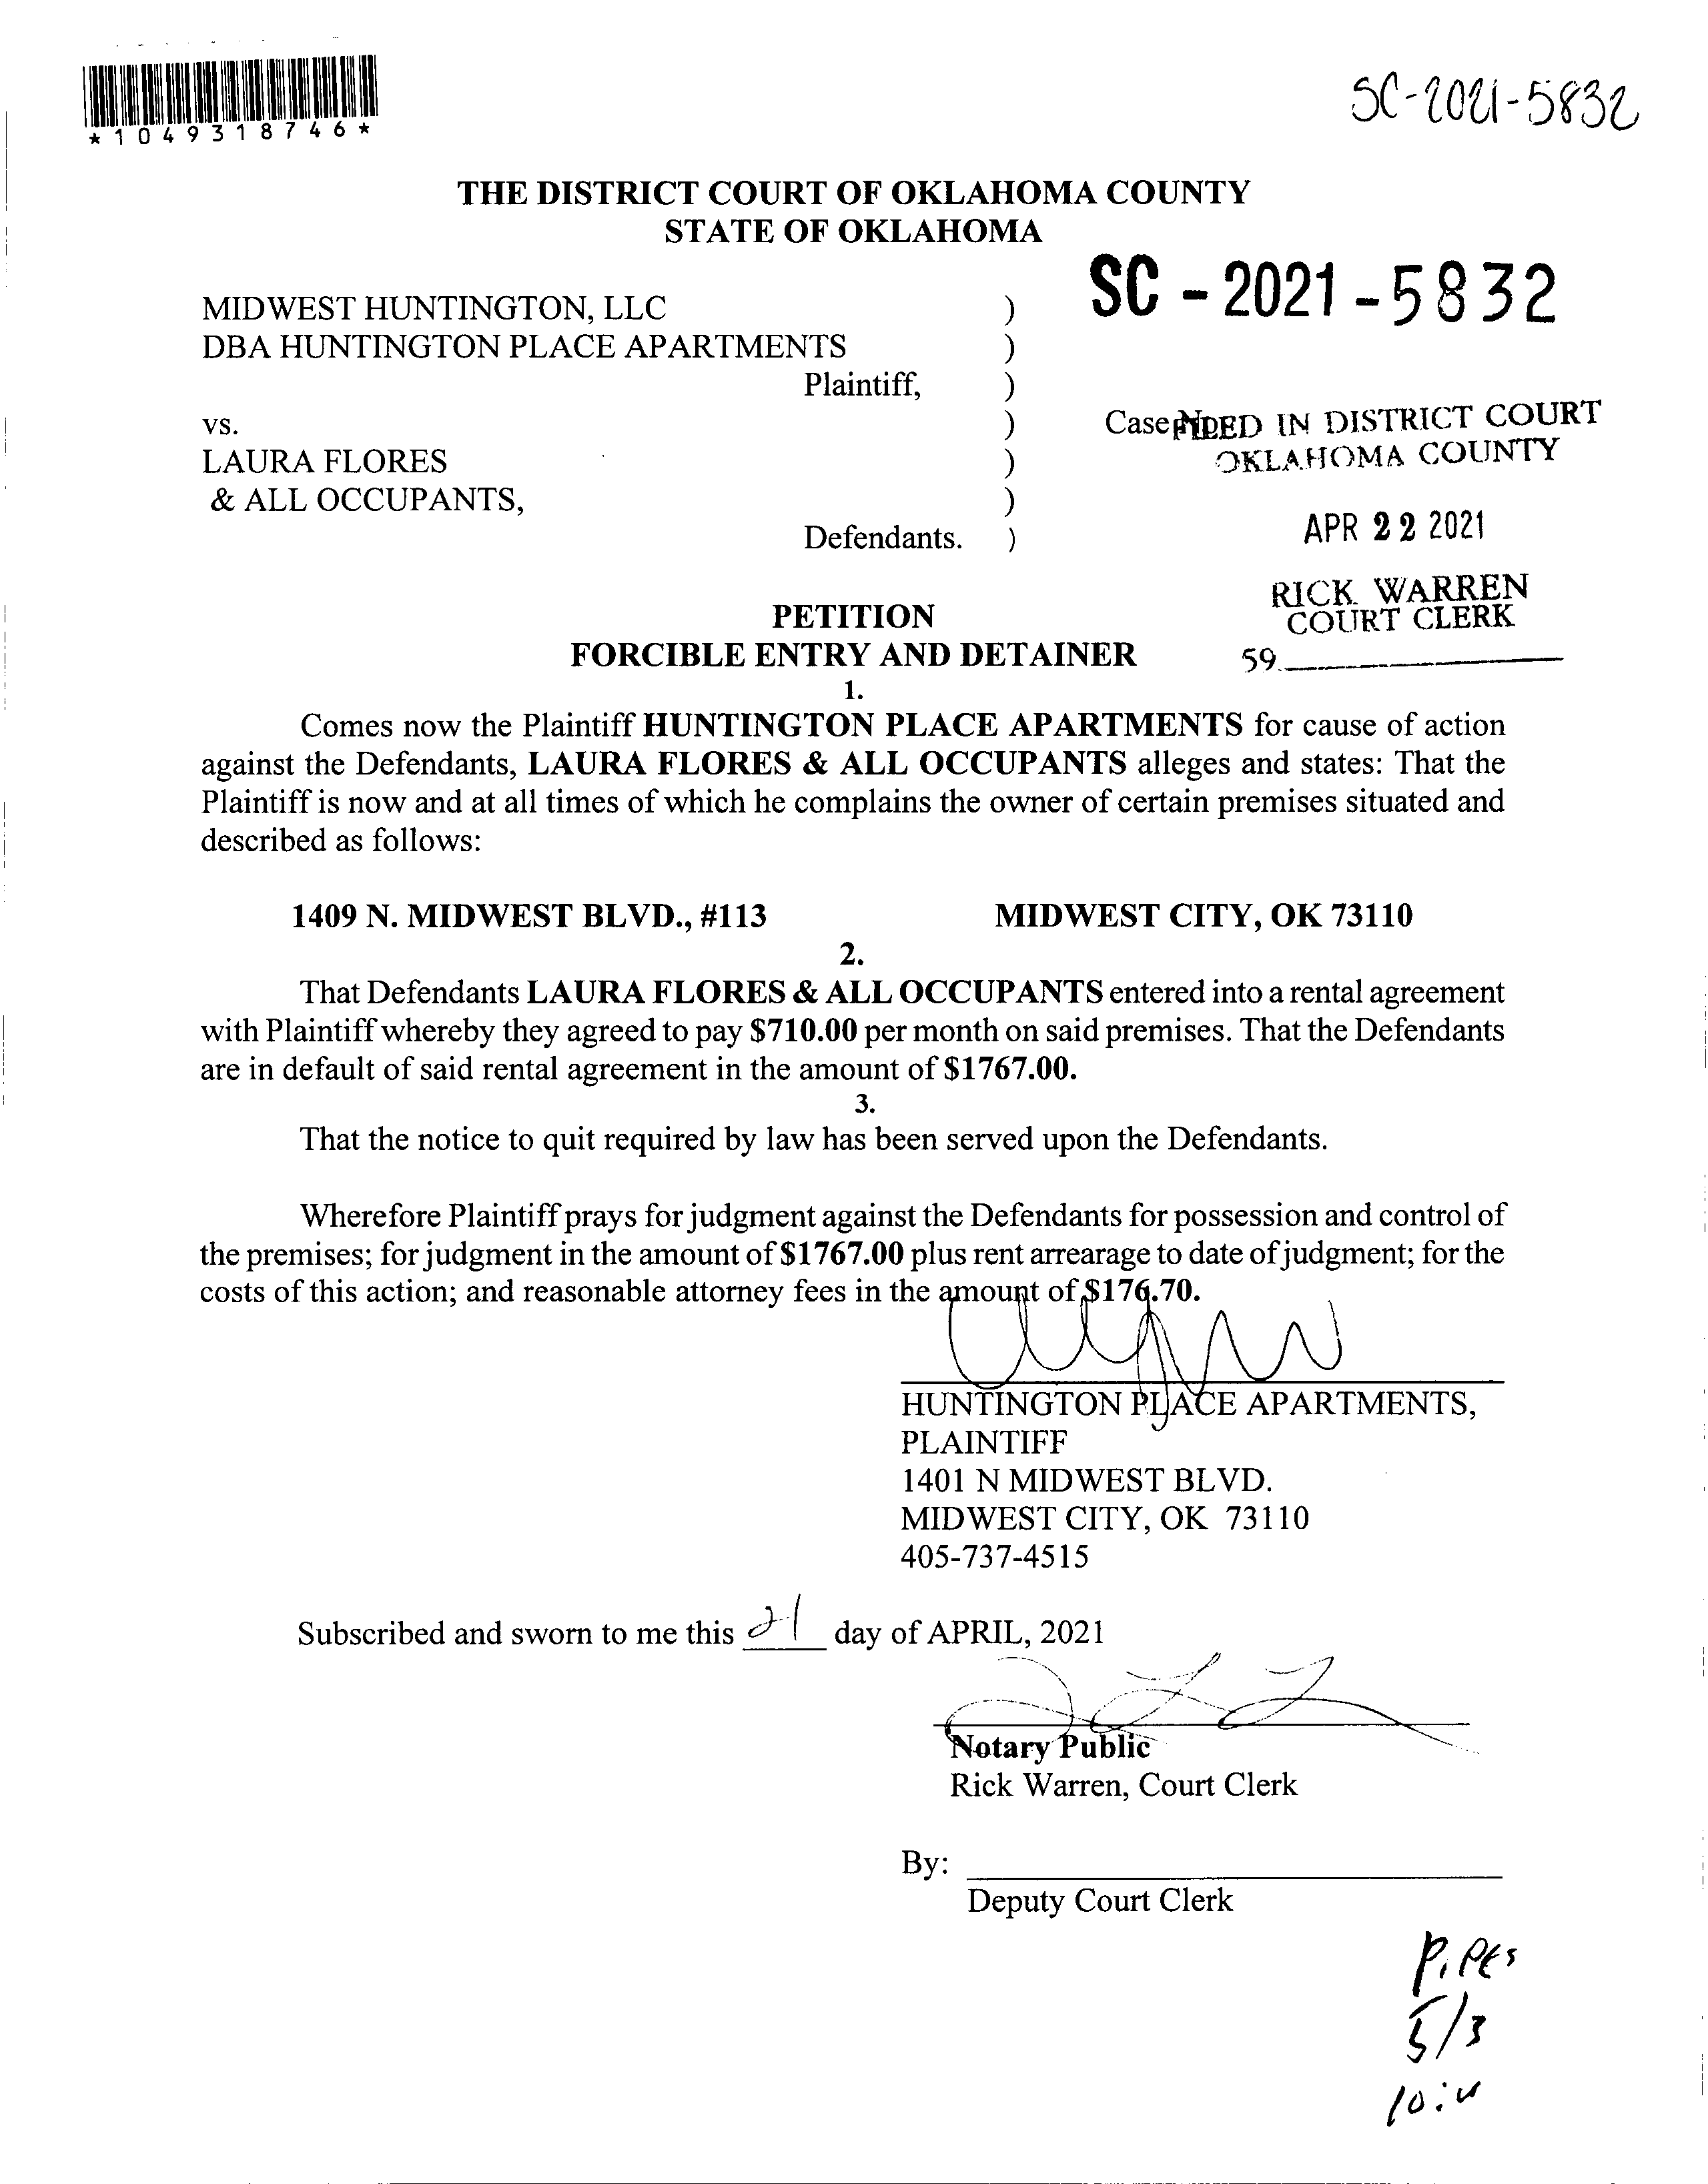 *1049318746*
SC-2021-5832
THE DISTRICT COURT OF OKLAHOMA COUNTY
STATE OF OKLAHOMA
SC - 2021 - 5832
MIDWEST HUNTINGTON, LLC )
DBA HUNTINGTON PLACE APARTMENTS )
Plaintiff, )
vs. )
Case FILED IN DISTRICT COURT
OKLAHOMA COUNTY
LAURA FLORES )
& ALL OCCUPANTS, )
Defendants. )
APR 22 2021
RICK WARREN
COURT CLERK
59
PETITION
FORCIBLE ENTRY AND DETAINER
1.
Comes now the Plaintiff HUNTINGTON PLACE APARTMENTS for cause of action
against the Defendants, LAURA FLORES & ALL OCCUPANTS alleges and states: That the
Plaintiff is now and at all times of which he complains the owner of certain premises situated and
described as follows:
1409 N. MIDWEST BLVD., #113 MIDWEST CITY, OK 73110
2.
That Defendants LAURA FLORES & ALL OCCUPANTS entered into a rental agreement
with Plaintiff whereby they agreed to pay $710.00 per month on said premises. That the Defendants
are in default of said rental agreement in the amount of $1767.00.
3.
That the notice to quit required by law has been served upon the Defendants.
Wherefore Plaintiff prays for judgment against the Defendants for possession and control of
the premises; for judgment in the amount of $1767.00 plus rent arrearage to date of judgment; for the
costs of this action; and reasonable attorney fees in the amount of $176.70.
HUNTINGTON PLACE APARTMENTS,
PLAINTIFF
1401 N MIDWEST BLVD.
MIDWEST CITY, OK 73110
405-737-4515
Subscribed and sworn to me this 21 day of APRIL, 2021
Notary Public
Rick Warren, Court Clerk
By:
Deputy Court Clerk
5/3